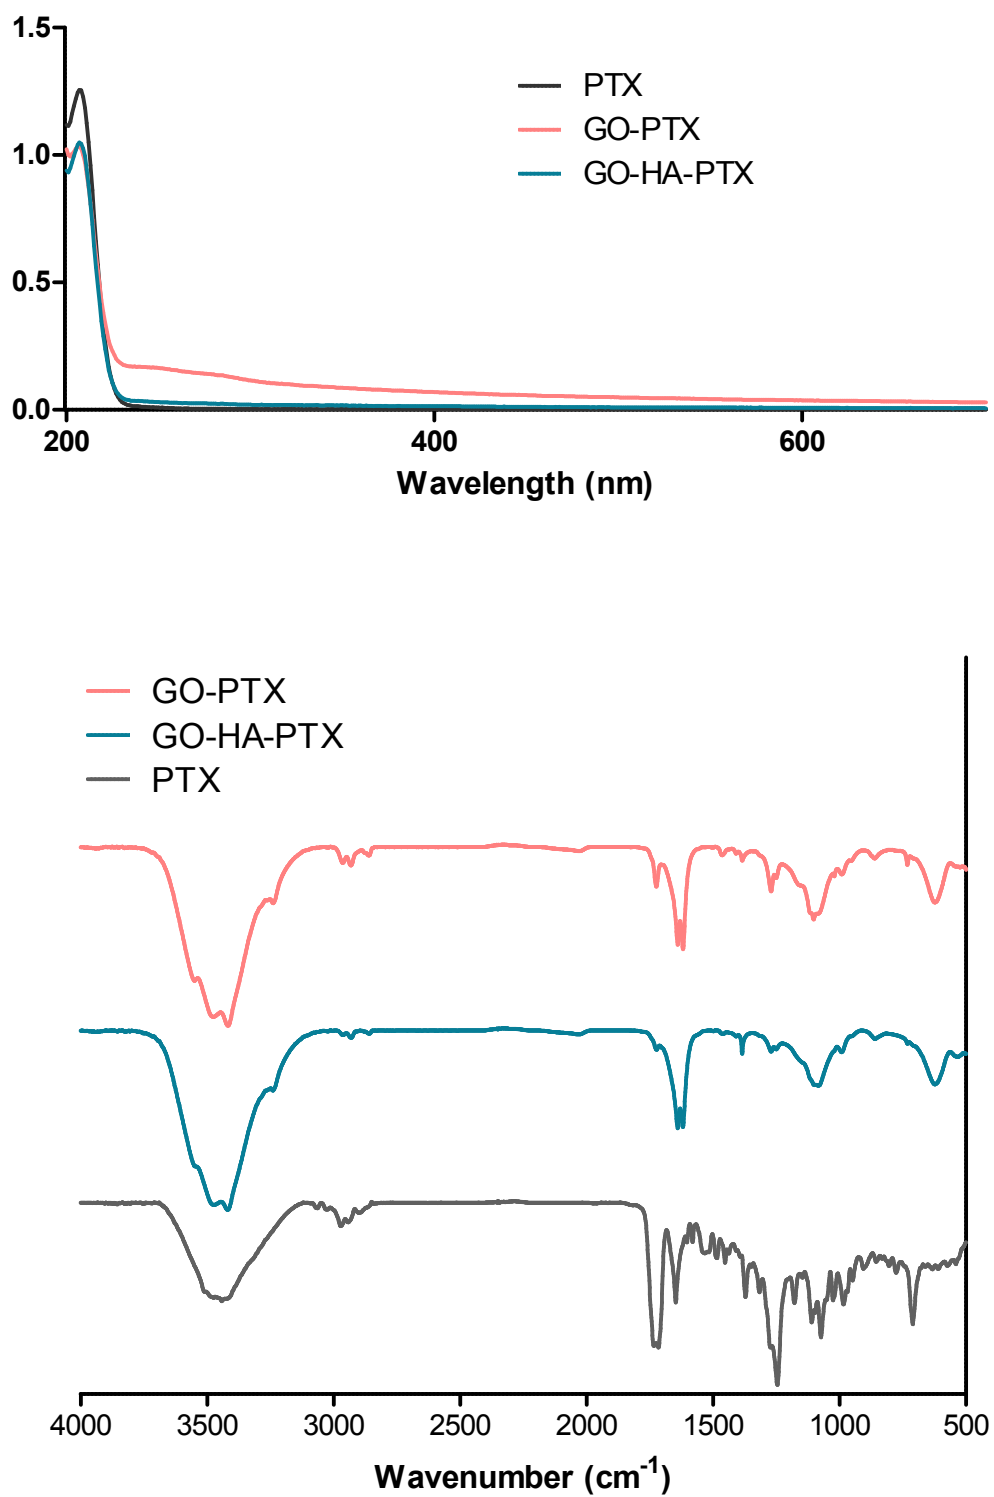 1.5
PTX
GO-PTX
1.0
GO-HA-PTX
0.5
0.0
200 400 600
Wavelength (nm)
GO-PTX
GO-HA-PTX
PTX
4000 3500 3000 2500 2000 1500 1000 500
Wavenumber (cm⁻¹)